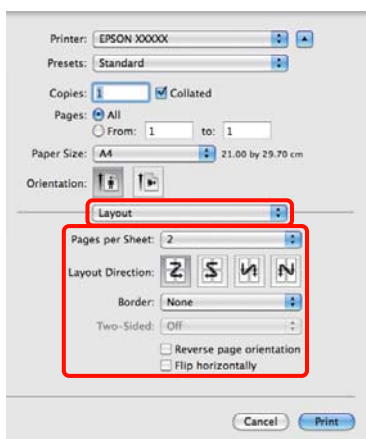 Printer: EPSON XXXXX
Presets: Standard
Copies: 1 Collated
Pages: All
From: 1 to: 1
Paper Size: A4 21.00 by 29.70 cm
Orientation:
Layout
Pages per Sheet: 2
Layout Direction:
Border: None
Two-Sided: Off
Reverse page orientation
Flip horizontally
Cancel Print